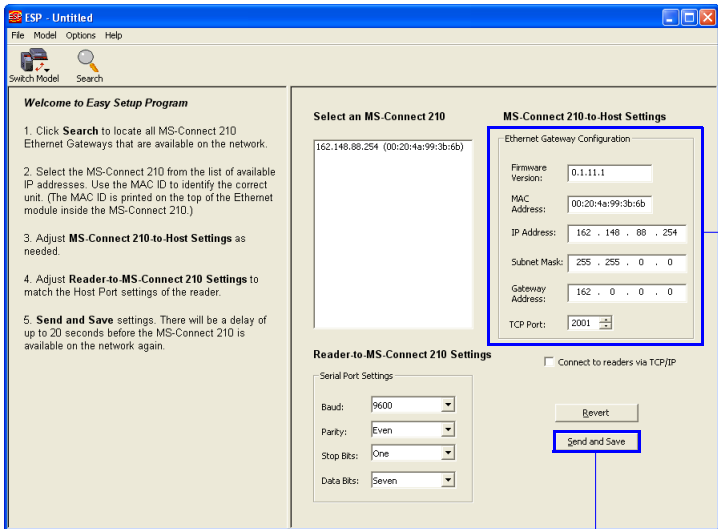 ESP - Untitled
File Model Options Help
Switch Model Search
Welcome to Easy Setup Program
1. Click Search to locate all MS-Connect 210
Ethernet Gateways that are available on the network.
2. Select the MS-Connect 210 from the list of available
IP addresses. Use the MAC ID to identify the correct
unit. (The MAC ID is printed on the top of the Ethernet
module inside the MS-Connect 210.)
3. Adjust MS-Connect 210-to-Host Settings as
needed.
4. Adjust Reader-to-MS-Connect 210 Settings to
match the Host Port settings of the reader.
5. Send and Save settings. There will be a delay of
up to 20 seconds before the MS-Connect 210 is
available on the network again.
Select an MS-Connect 210
162.148.88.254 (00:20:4a:99:3b:6b)
MS-Connect 210-to-Host Settings
Ethernet Gateway Configuration
Firmware
Version: 0.1.11.1
MAC
Address: 00:20:4a:99:3b:6b
IP Address: 162 . 148 . 88 . 254
Subnet Mask: 255 . 255 . 0 . 0
Gateway
Address: 162 . 0 . 0 . 0
TCP Port: 2001
Connect to readers via TCP/IP
Reader-to-MS-Connect 210 Settings
Serial Port Settings
Baud: 9600
Parity: Even
Stop Bits: One
Data Bits: Seven
Revert
Send and Save